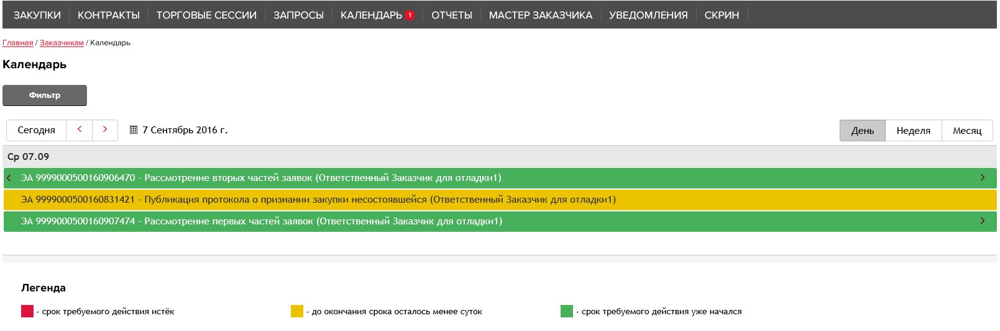 ЗАКУПКИ КОНТРАКТЫ ТОРГОВЫЕ СЕССИИ ЗАПРОСЫ КАЛЕНДАРЬ 1 ОТЧЕТЫ МАСТЕР ЗАКАЗЧИКА УВЕДОМЛЕНИЯ СКРИН
Главная / Заказчикам / Календарь
Календарь
Фильтр
Сегодня < > 7 Сентябрь 2016 г. День Неделя Месяц
Ср 07.09
ЭА 9999000500160906470 - Рассмотрение вторых частей заявок (Ответственный Заказчик для отладки1)
ЭА 9999000500160831421 - Публикация протокола о признании закупки несостоявшейся (Ответственный Заказчик для отладки1)
ЭА 9999000500160907474 - Рассмотрение первых частей заявок (Ответственный Заказчик для отладки1)
Легенда
- срок требуемого действия истёк - до окончания срока осталось менее суток - срок требуемого действия уже начался